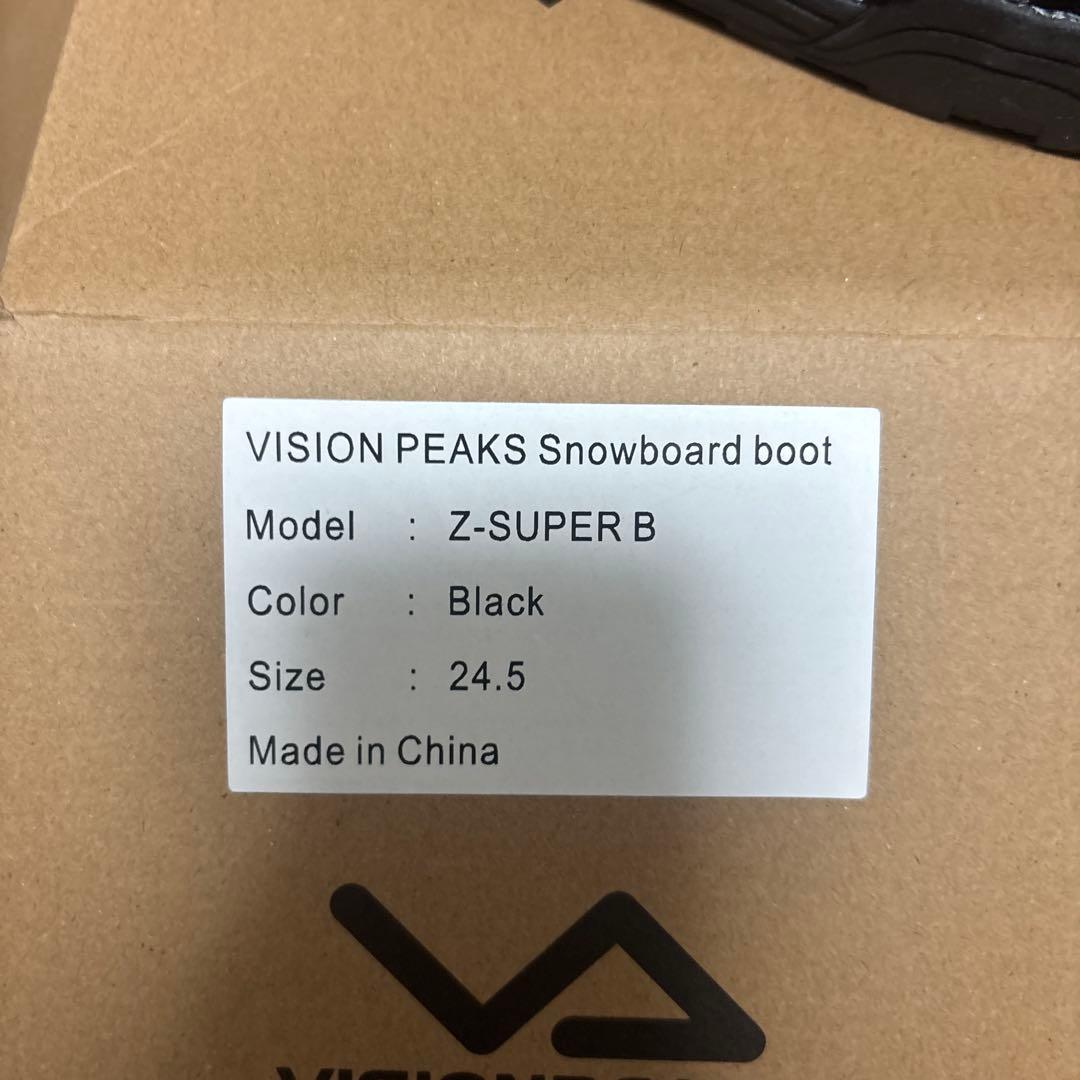 VISION PEAKS Snowboard boot
Model : Z-SUPER B
Color : Black
Size : 24.5
Made in China